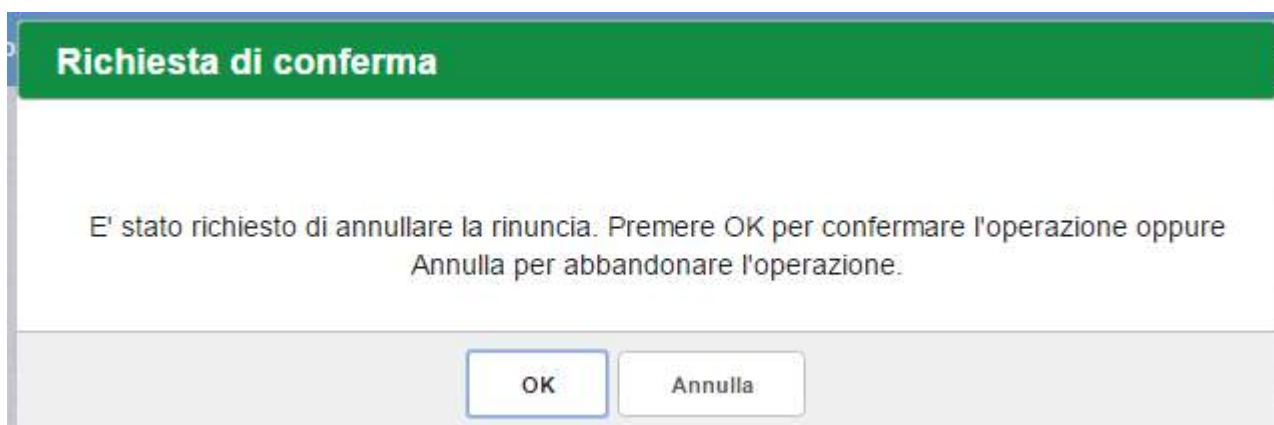 Richiesta di conferma
E' stato richiesto di annullare la rinuncia. Premere OK per confermare l'operazione oppure
Annulla per abbandonare l'operazione.
OK
Annulla